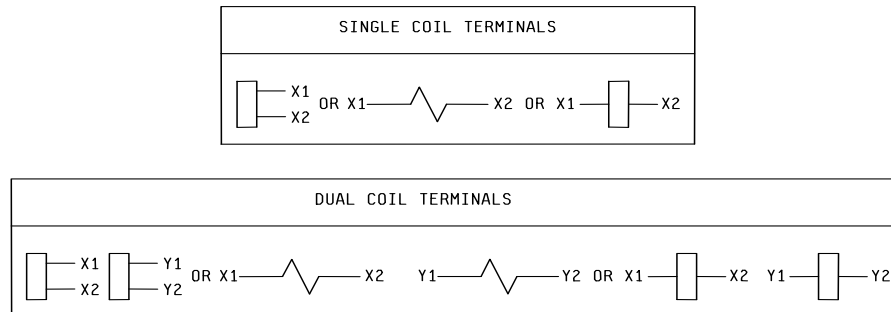 SINGLE COIL TERMINALS
X1
OR X1 X2 OR X1 X2
X2
DUAL COIL TERMINALS
X1 Y1
OR X1 X2 Y1 Y2 OR X1 X2 Y1 Y2
X2 Y2